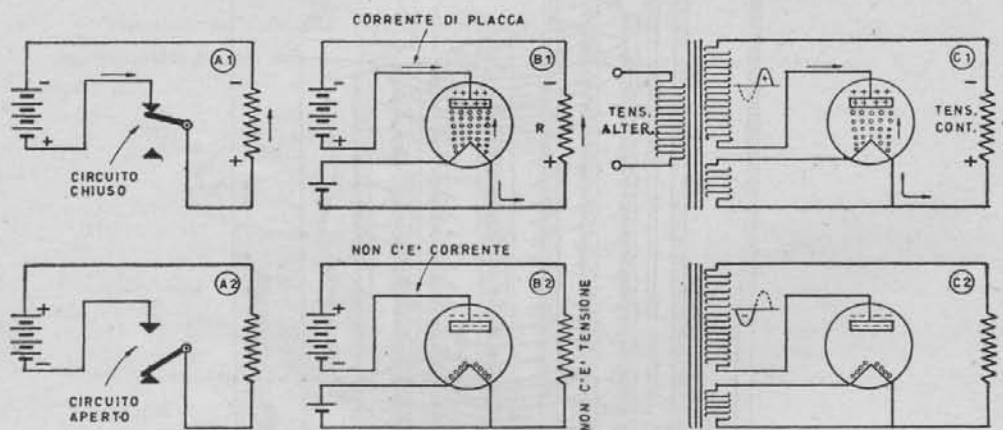 CORRENTE DI PLACCA
A1
-
-
+
+
CIRCUITO
CHIUSO
B1
-
-
+ + + +
R
+
+
TENS.
ALTER.
C1
+
+ + + +
-
TENS.
CONT.
+
A2
+
-
CIRCUITO
APERTO
NON C'E' CORRENTE
B2
+
-
NON C'E' TENSIONE
C2
-